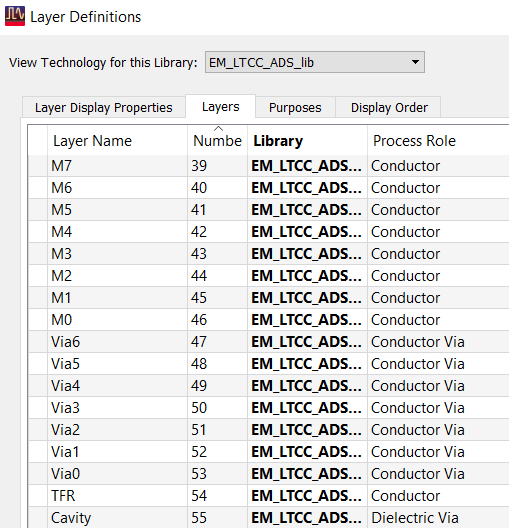 Layer Definitions
View Technology for this Library: EM_LTCC_ADS_lib
Layer Display Properties Layers Purposes Display Order
Layer Name Numbe Library Process Role
M7 39 EM_LTCC_ADS... Conductor
M6 40 EM_LTCC_ADS... Conductor
M5 41 EM_LTCC_ADS... Conductor
M4 42 EM_LTCC_ADS... Conductor
M3 43 EM_LTCC_ADS... Conductor
M2 44 EM_LTCC_ADS... Conductor
M1 45 EM_LTCC_ADS... Conductor
M0 46 EM_LTCC_ADS... Conductor
Via6 47 EM_LTCC_ADS... Conductor Via
Via5 48 EM_LTCC_ADS... Conductor Via
Via4 49 EM_LTCC_ADS... Conductor Via
Via3 50 EM_LTCC_ADS... Conductor Via
Via2 51 EM_LTCC_ADS... Conductor Via
Via1 52 EM_LTCC_ADS... Conductor Via
Via0 53 EM_LTCC_ADS... Conductor Via
TFR 54 EM_LTCC_ADS... Conductor
Cavity 55 EM_LTCC_ADS... Dielectric Via